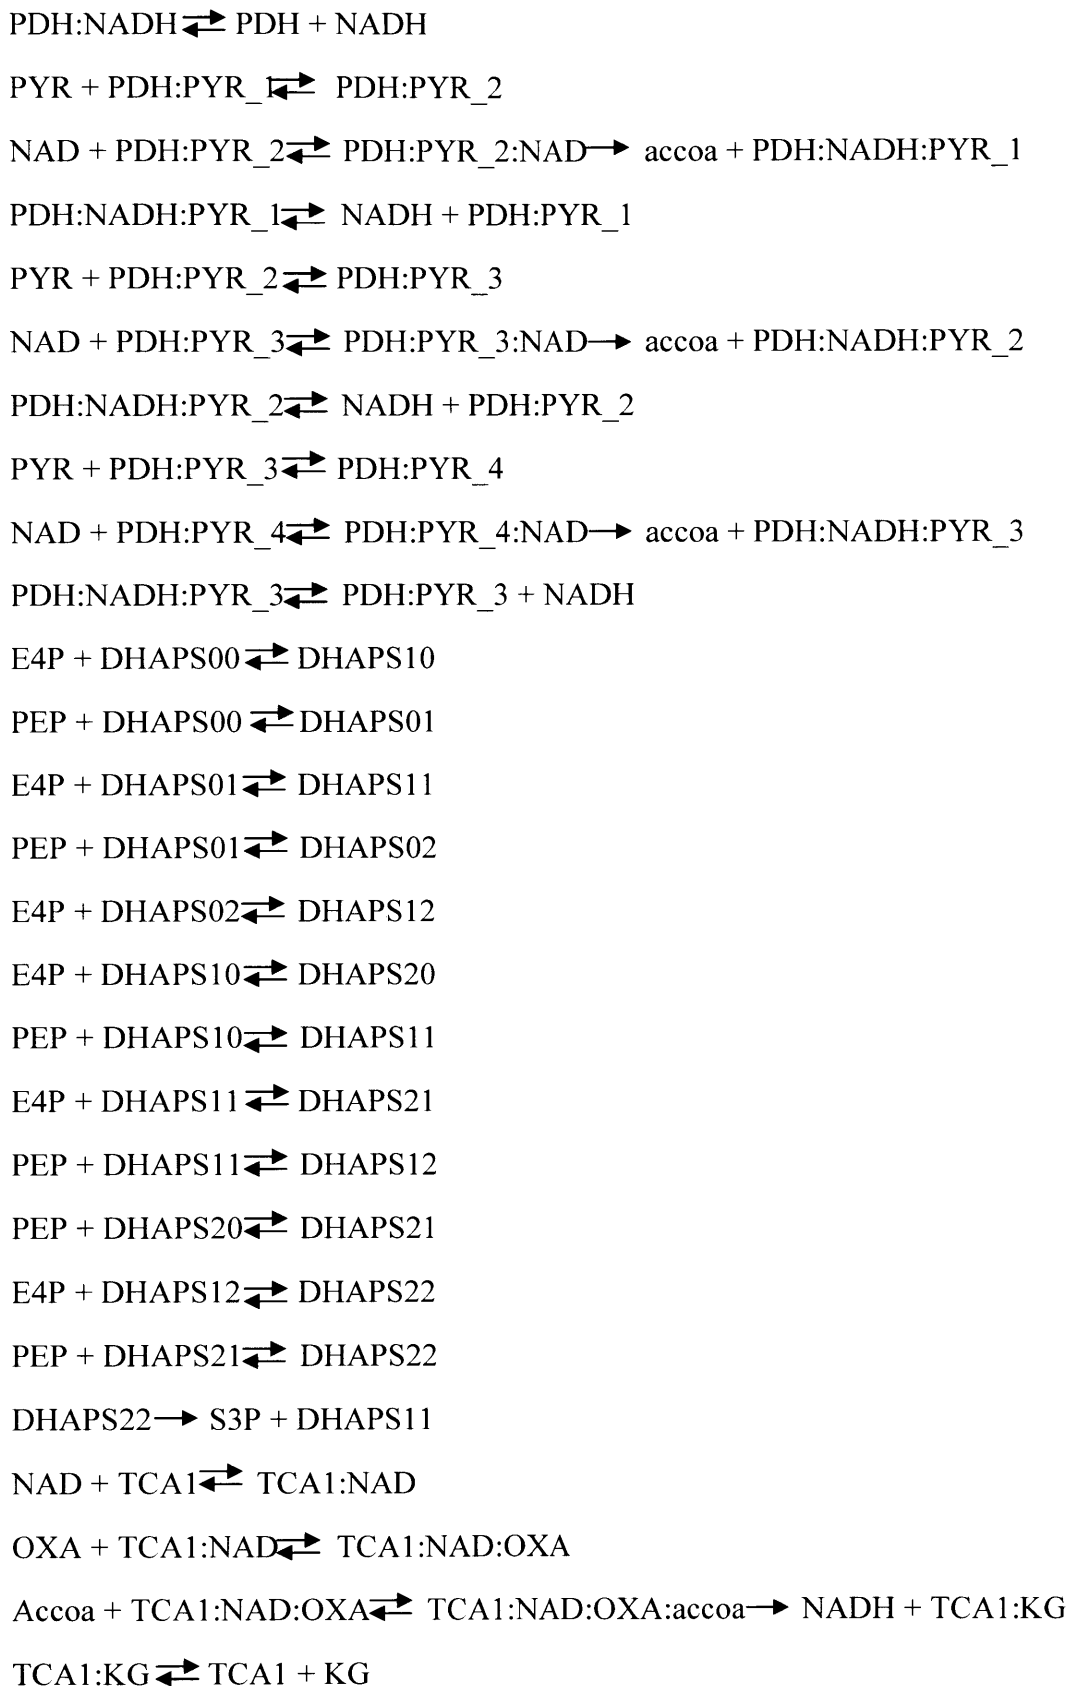 PDH:NADH ⇌ PDH + NADH
PYR + PDH:PYR_1 ⇌ PDH:PYR_2
NAD + PDH:PYR_2 ⇌ PDH:PYR_2:NAD → accoa + PDH:NADH:PYR_1
PDH:NADH:PYR_1 ⇌ NADH + PDH:PYR_1
PYR + PDH:PYR_2 ⇌ PDH:PYR_3
NAD + PDH:PYR_3 ⇌ PDH:PYR_3:NAD → accoa + PDH:NADH:PYR_2
PDH:NADH:PYR_2 ⇌ NADH + PDH:PYR_2
PYR + PDH:PYR_3 ⇌ PDH:PYR_4
NAD + PDH:PYR_4 ⇌ PDH:PYR_4:NAD → accoa + PDH:NADH:PYR_3
PDH:NADH:PYR_3 ⇌ PDH:PYR_3 + NADH
E4P + DHAPS00 ⇌ DHAPS10
PEP + DHAPS00 ⇌ DHAPS01
E4P + DHAPS01 ⇌ DHAPS11
PEP + DHAPS01 ⇌ DHAPS02
E4P + DHAPS02 ⇌ DHAPS12
E4P + DHAPS10 ⇌ DHAPS20
PEP + DHAPS10 ⇌ DHAPS11
E4P + DHAPS11 ⇌ DHAPS21
PEP + DHAPS11 ⇌ DHAPS12
PEP + DHAPS20 ⇌ DHAPS21
E4P + DHAPS12 ⇌ DHAPS22
PEP + DHAPS21 ⇌ DHAPS22
DHAPS22 → S3P + DHAPS11
NAD + TCA1 ⇌ TCA1:NAD
OXA + TCA1:NAD ⇌ TCA1:NAD:OXA
Accoa + TCA1:NAD:OXA ⇌ TCA1:NAD:OXA:accoa → NADH + TCA1:KG
TCA1:KG ⇌ TCA1 + KG